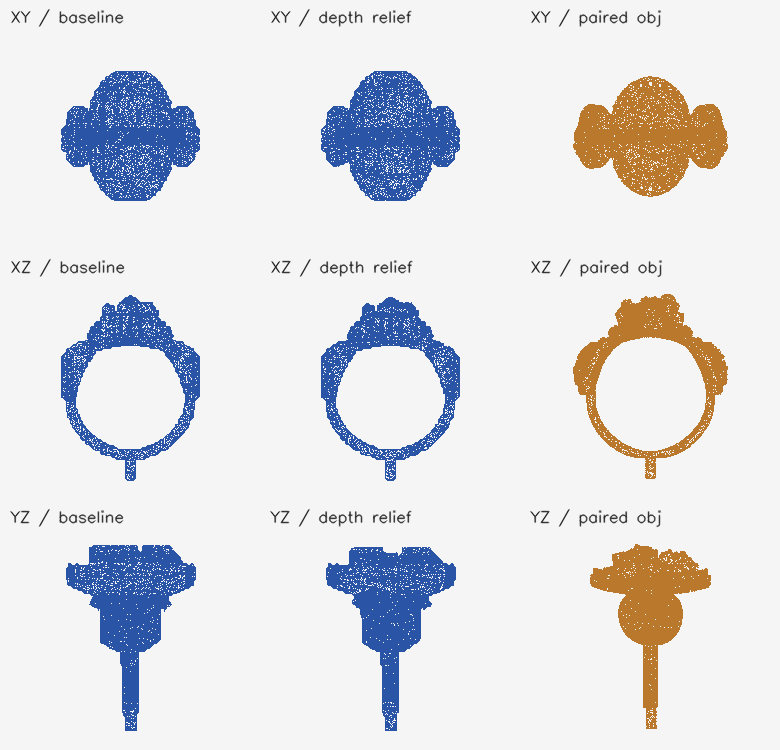 XY / baseline
XY / depth relief
XY / paired obj
XZ / baseline
XZ / depth relief
XZ / paired obj
YZ / baseline
YZ / depth relief
YZ / paired obj